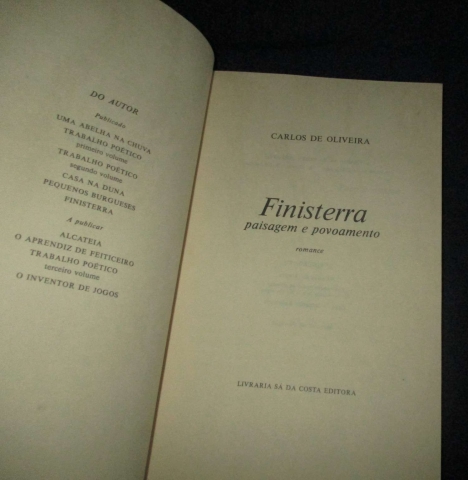 DO AUTOR
Publicado
UMA ABELHA NA CHUVA
TRABALHO POÉTICO
primeiro volume
TRABALHO POÉTICO
segundo volume
CASA NA DUNA
PEQUENOS BURGUESES
FINISTERRA
A publicar
ALCATEIA
O APRENDIZ DE FEITICEIRO
TRABALHO POÉTICO
terceiro volume
O INVENTOR DE JOGOS
CARLOS DE OLIVEIRA
Finisterra
paisagem e povoamento
romance
LIVRARIA SÁ DA COSTA EDITORA